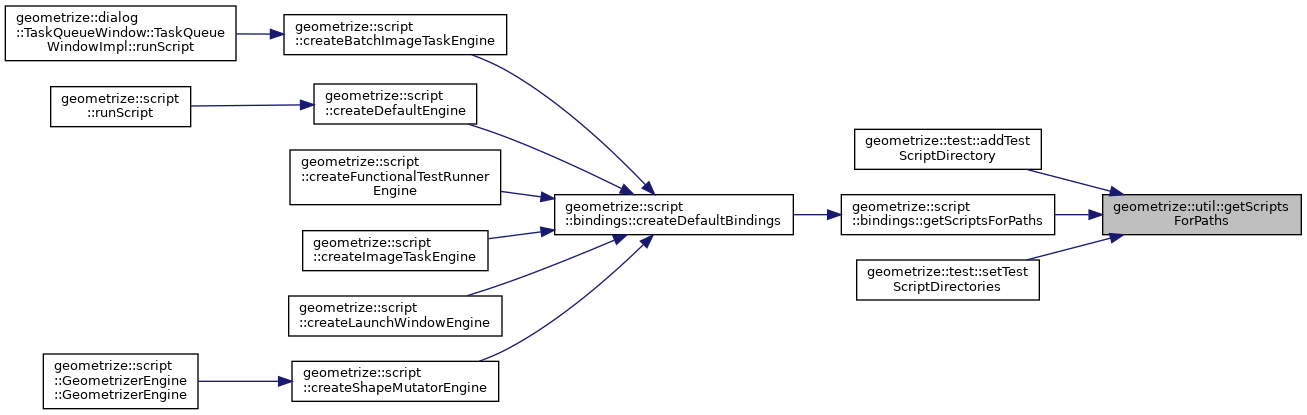 geometrize::dialog
::TaskQueueWindow::TaskQueue
WindowImpl::runScript
geometrize::script
::createBatchImageTaskEngine
geometrize::script
::runScript
geometrize::script
::createDefaultEngine
geometrize::script
::createFunctionalTestRunner
Engine
geometrize::script
::createImageTaskEngine
geometrize::script
::createLaunchWindowEngine
geometrize::script
::GeometrizerEngine
::GeometrizerEngine
geometrize::script
::createShapeMutatorEngine
geometrize::script
::bindings::createDefaultBindings
geometrize::test::addTest
ScriptDirectory
geometrize::script
::bindings::getScriptsForPaths
geometrize::test::setTest
ScriptDirectories
geometrize::util::getScripts
ForPaths